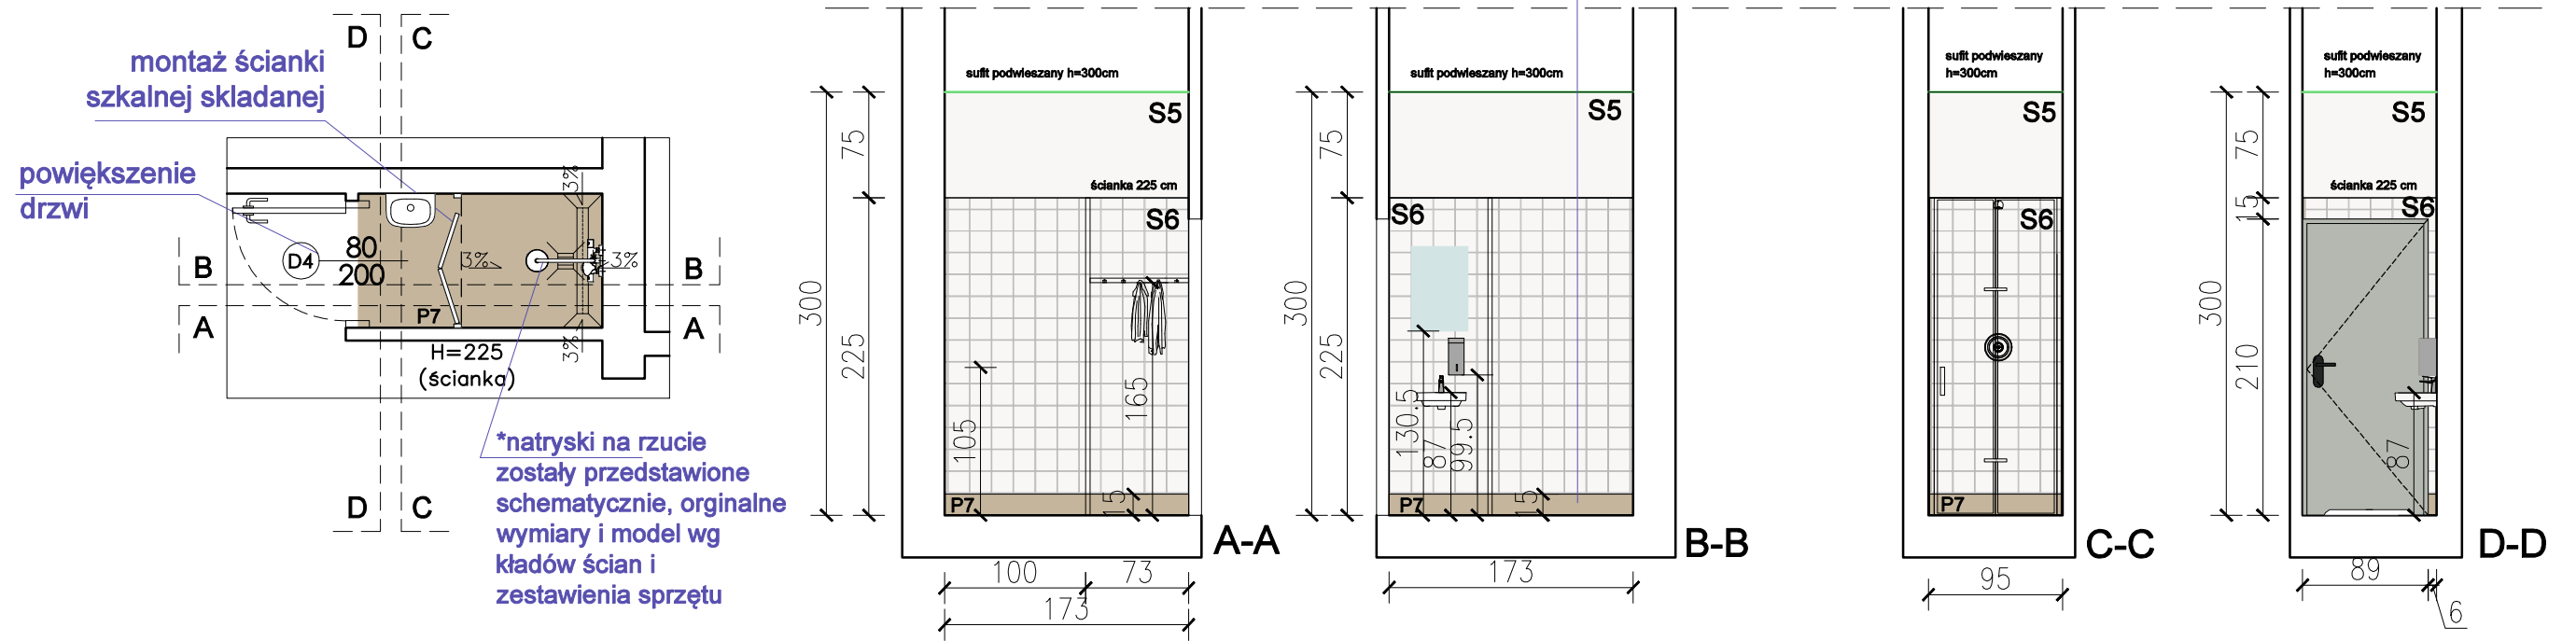 D
C
montaż ścianki
szkalnej skladanej
powiększenie
drzwi
D4
80
200
B
B
A
A
P7
3%
3%
3%
3%
H=225
(ścianka)
D
C
*natryski na rzucie
zostały przedstawione
schematycznie, orginalne
wymiary i model wg
kładów ścian i
zestawienia sprzętu
sufit podwieszany h=300cm
S5
ścianka 225 cm
S6
300
75
225
105
165
15
P7
A-A
100
73
173
sufit podwieszany h=300cm
S5
S6
300
75
225
130.5
87
99.5
15
P7
B-B
173
sufit podwieszany
h=300cm
S5
S6
P7
C-C
95
sufit podwieszany
h=300cm
S5
ścianka 225 cm
S6
300
75
15
210
87
D-D
89
6